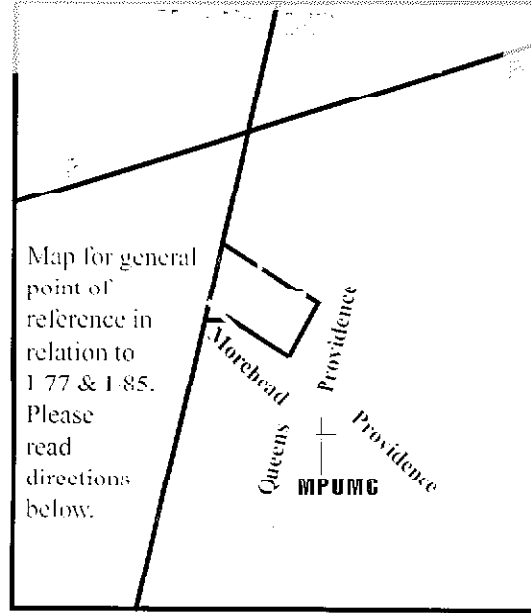 Map for general
point of
reference in
relation to
I-77 & I-85.
Please
read
directions
below.
Morehead
Providence
Queens
Providence
MPUMC